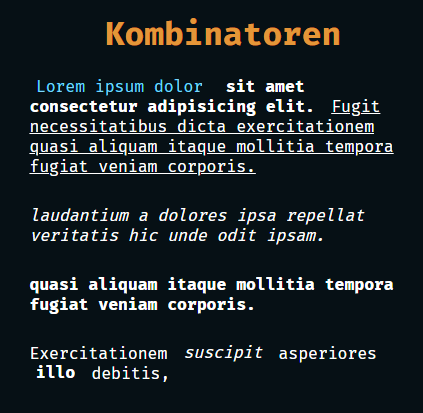 Kombinatoren
Lorem ipsum dolor sit amet
consectetur adipisicing elit. Fugit
necessitatibus dicta exercitationem
quasi aliquam itaque mollitia tempora
fugiat veniam corporis.
laudantium a dolores ipsa repellat
veritatis hic unde odit ipsam.
quasi aliquam itaque mollitia tempora
fugiat veniam corporis.
Exercitationem suscipit asperiores
illo debitis,